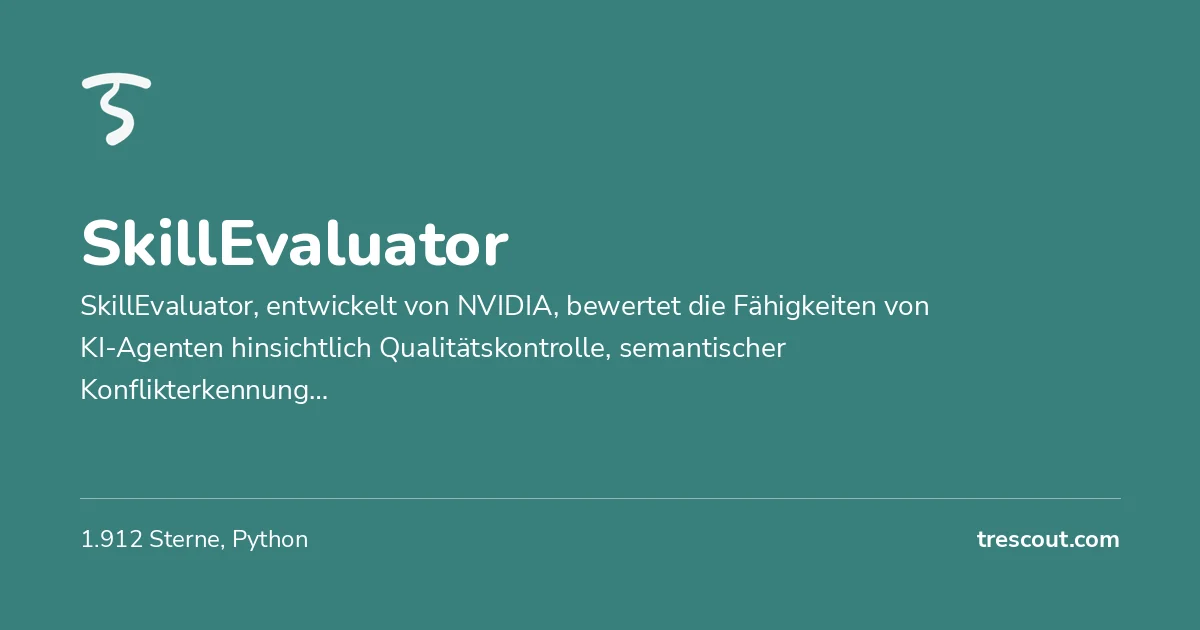 SkillEvaluator
SkillEvaluator, entwickelt von NVIDIA, bewertet die Fähigkeiten von
KI-Agenten hinsichtlich Qualitätskontrolle, semantischer
Konflikterkennung...
1.912 Sterne, Python
trescout.com